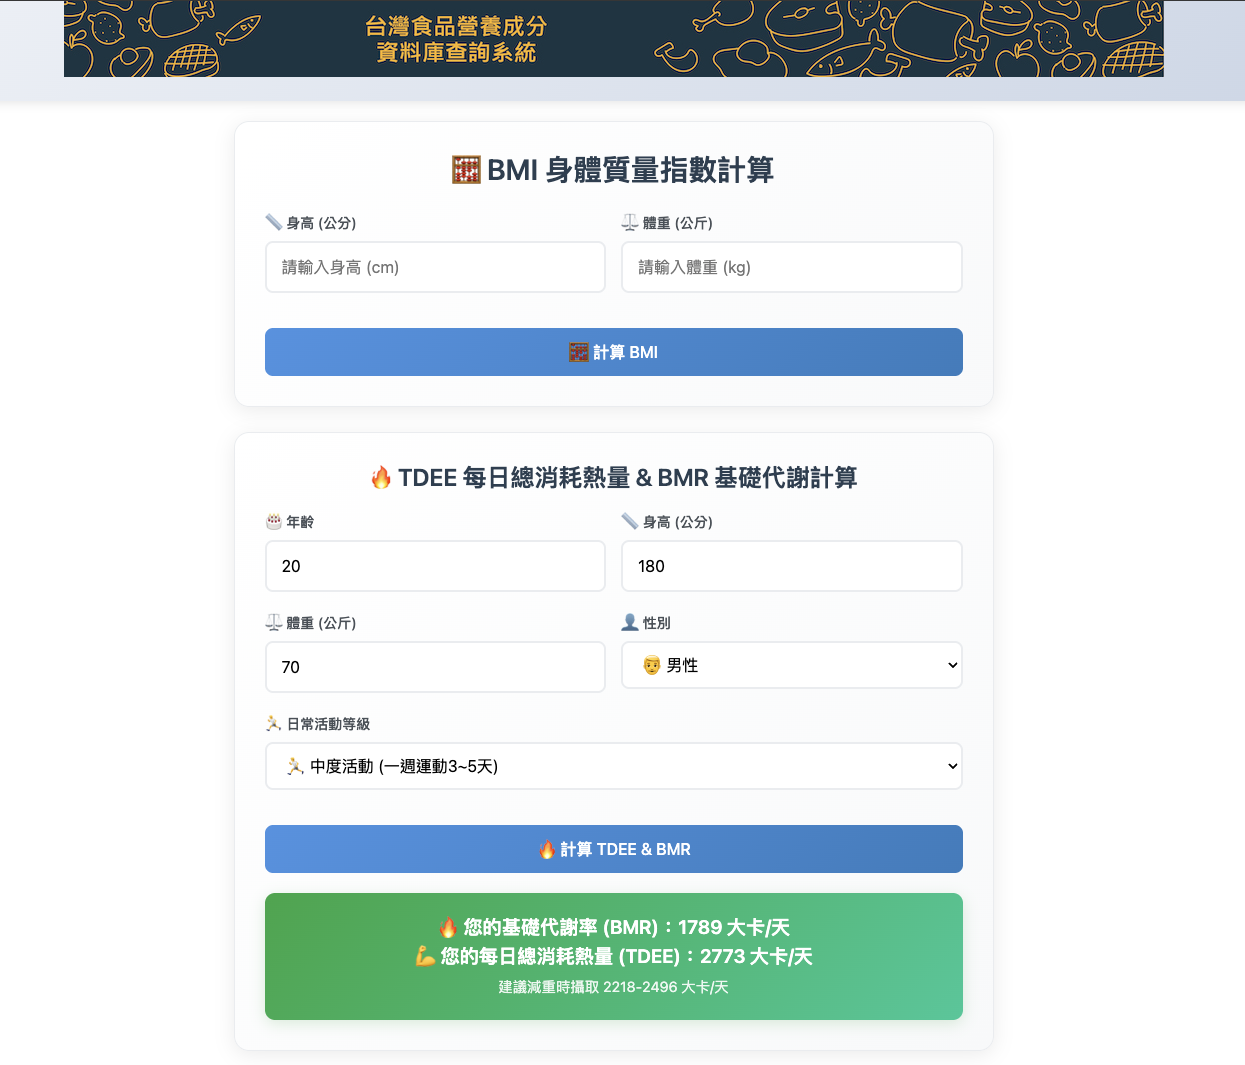 台灣食品營養成分
資料庫查詢系統
🧮 BMI 身體質量指數計算
📏 身高 (公分)
⚖️ 體重 (公斤)
請輸入身高 (cm)
請輸入體重 (kg)
🧮 計算 BMI
🔥 TDEE 每日總消耗熱量 & BMR 基礎代謝計算
🎂 年齡
📏 身高 (公分)
20
180
⚖️ 體重 (公斤)
👤 性別
70
👨 男性
🏃 日常活動等級
🏃 中度活動 (一週運動3~5天)
🔥 計算 TDEE & BMR
🔥 您的基礎代謝率 (BMR)：1789 大卡/天
💪 您的每日總消耗熱量 (TDEE)：2773 大卡/天
建議減重時攝取 2218-2496 大卡/天